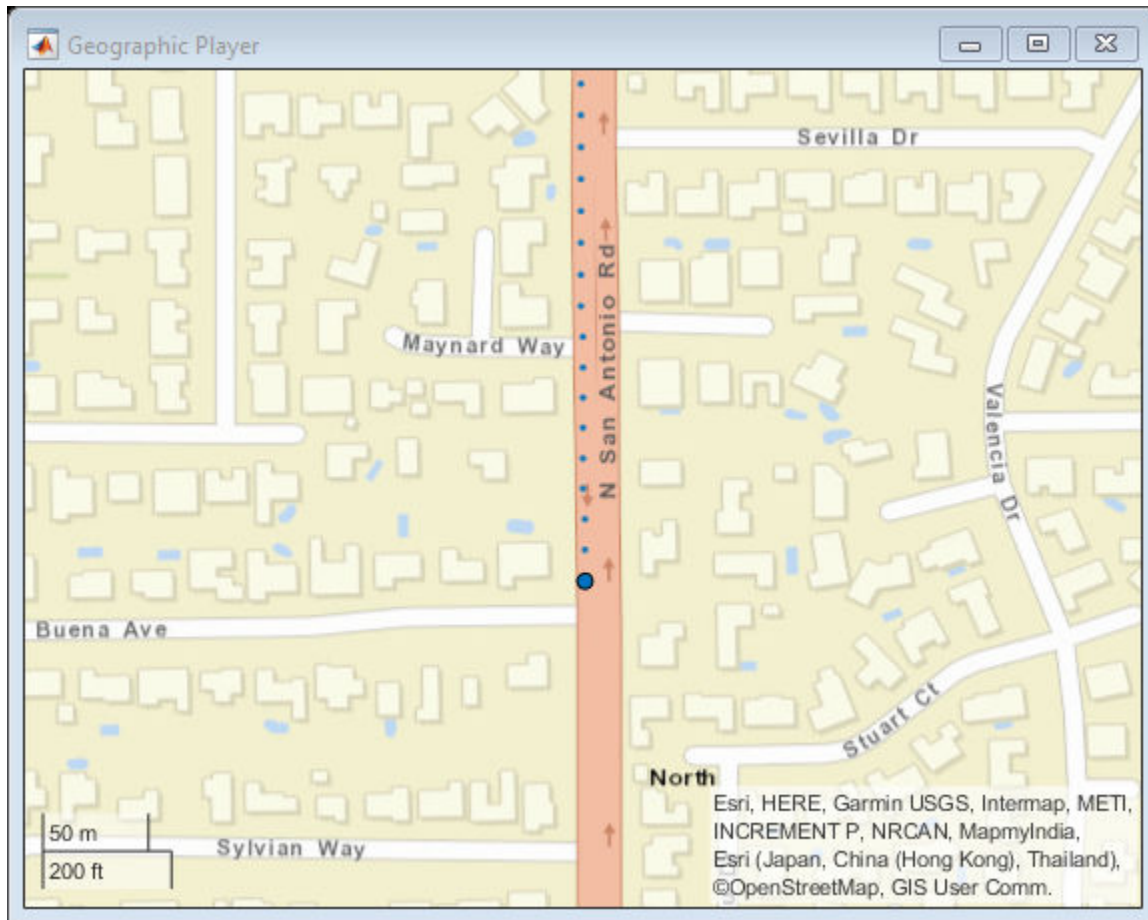 Geographic Player
Sevilla Dr
N San Antonio Rd
Maynard Way
Valencia Dr
Buena Ave
Stuart Ct
North
Sylvian Way
50 m
200 ft
Esri, HERE, Garmin USGS, Intermap, METI,
INCREMENT P, NRCAN, MapmyIndia,
Esri (Japan, China (Hong Kong), Thailand),
©OpenStreetMap, GIS User Comm.